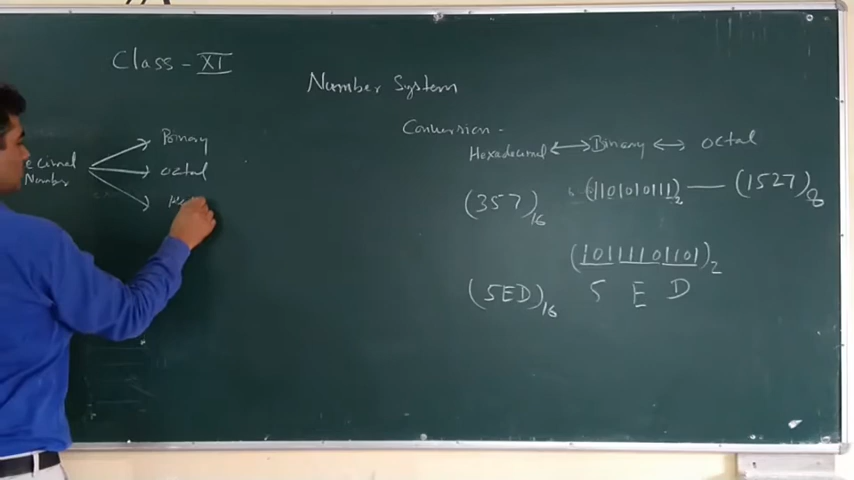 Class - XI
Number System
Conversion -
Hexadecimal ⟷ Binary ⟷ Octal
(357)16 (1101010111)2 — (1527)8
(10111101101)2
(5ED)16 5 E D
ecimal Number
Binary
Octal